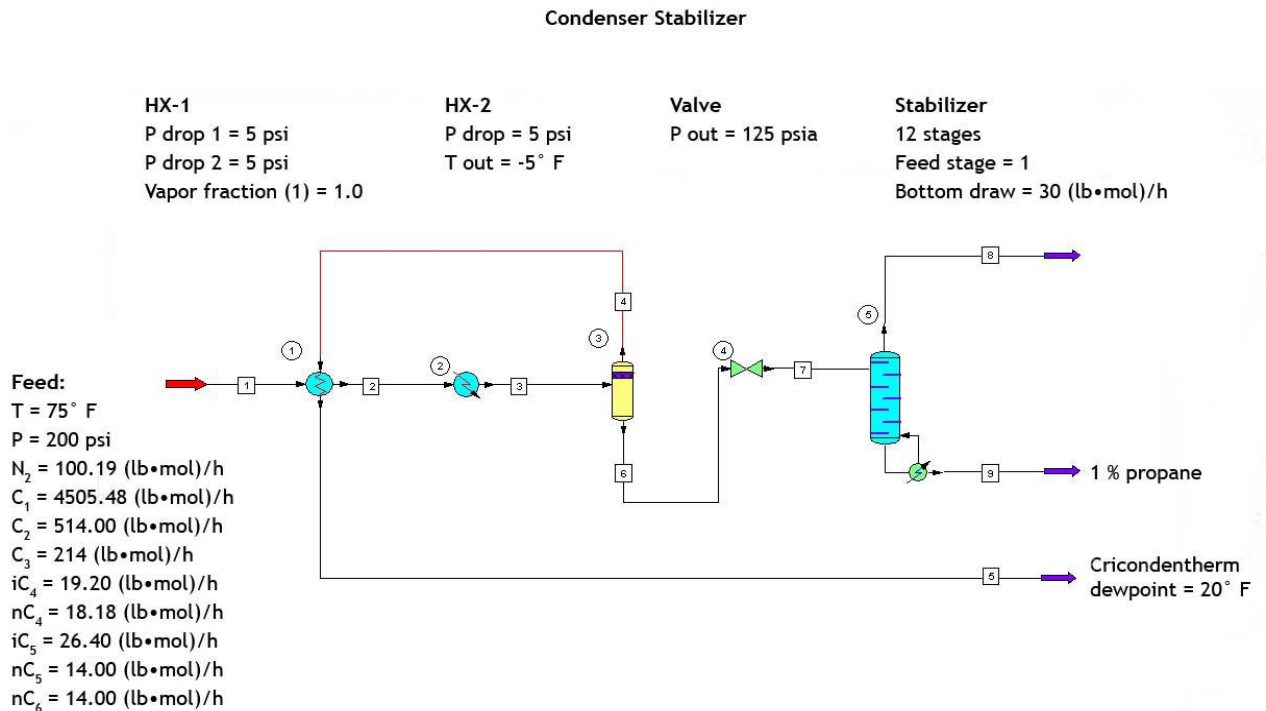 Condenser Stabilizer
HX-1
P drop 1 = 5 psi
P drop 2 = 5 psi
Vapor fraction (1) = 1.0
HX-2
P drop = 5 psi
T out = -5° F
Valve
P out = 125 psia
Stabilizer
12 stages
Feed stage = 1
Bottom draw = 30 (lb•mol)/h
Feed:
T = 75° F
P = 200 psi
N₂ = 100.19 (lb•mol)/h
C₁ = 4505.48 (lb•mol)/h
C₂ = 514.00 (lb•mol)/h
C₃ = 214 (lb•mol)/h
iC₄ = 19.20 (lb•mol)/h
nC₄ = 18.18 (lb•mol)/h
iC₅ = 26.40 (lb•mol)/h
nC₅ = 14.00 (lb•mol)/h
nC₆ = 14.00 (lb•mol)/h
1
1
2
2
3
3
4
6
4
7
5
8
9
1 % propane
5
Cricondentherm
dewpoint = 20° F